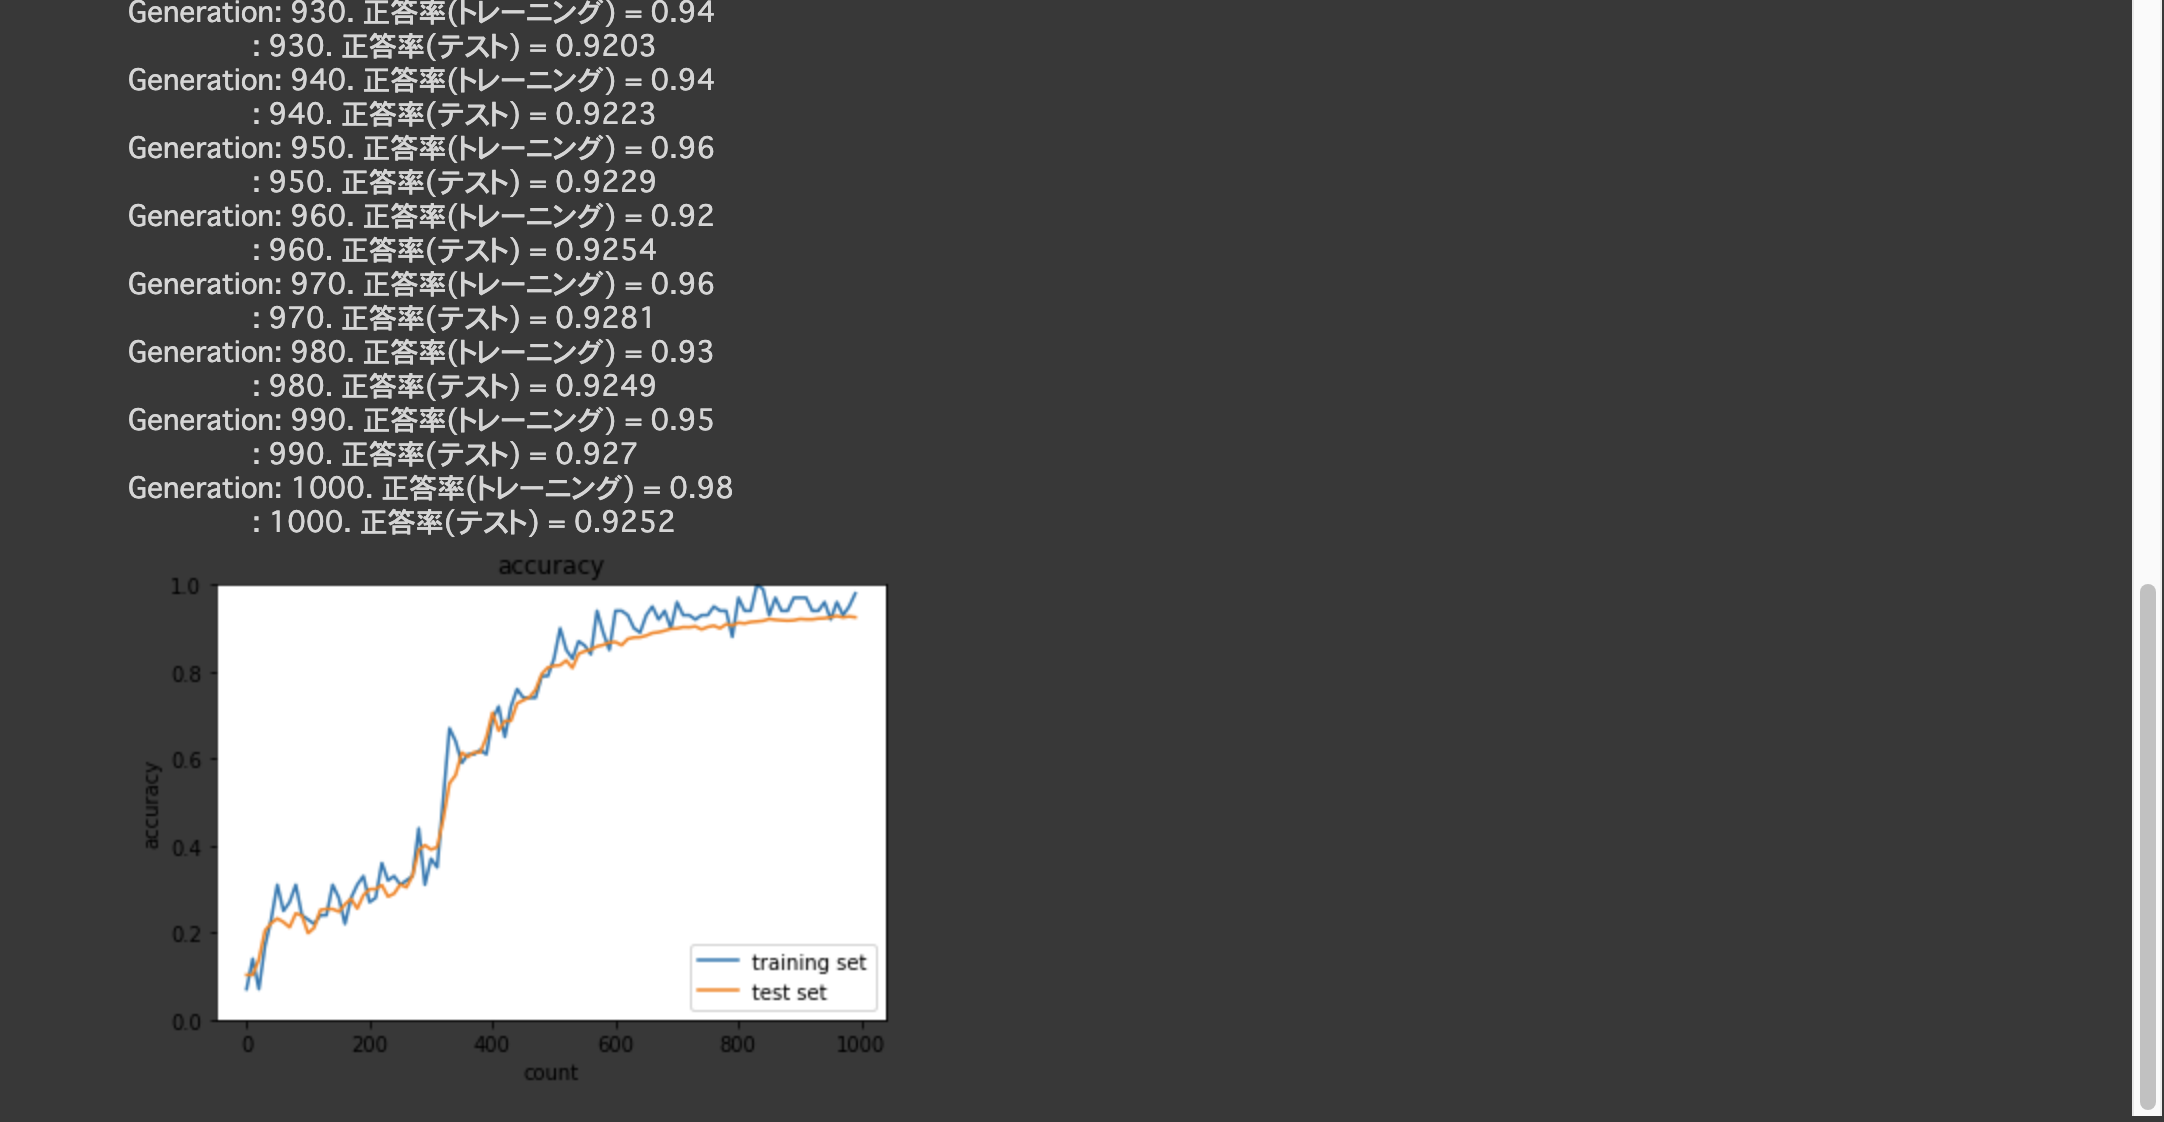 Generation: 930. 正答率(トレーニング) = 0.94
: 930. 正答率(テスト) = 0.9203
Generation: 940. 正答率(トレーニング) = 0.94
: 940. 正答率(テスト) = 0.9223
Generation: 950. 正答率(トレーニング) = 0.96
: 950. 正答率(テスト) = 0.9229
Generation: 960. 正答率(トレーニング) = 0.92
: 960. 正答率(テスト) = 0.9254
Generation: 970. 正答率(トレーニング) = 0.96
: 970. 正答率(テスト) = 0.9281
Generation: 980. 正答率(トレーニング) = 0.93
: 980. 正答率(テスト) = 0.9249
Generation: 990. 正答率(トレーニング) = 0.95
: 990. 正答率(テスト) = 0.927
Generation: 1000. 正答率(トレーニング) = 0.98
: 1000. 正答率(テスト) = 0.9252
accuracy
1.0
0.8
0.6
0.4
0.2
0.0
accuracy
training set
test set
0 200 400 600 800 1000
count